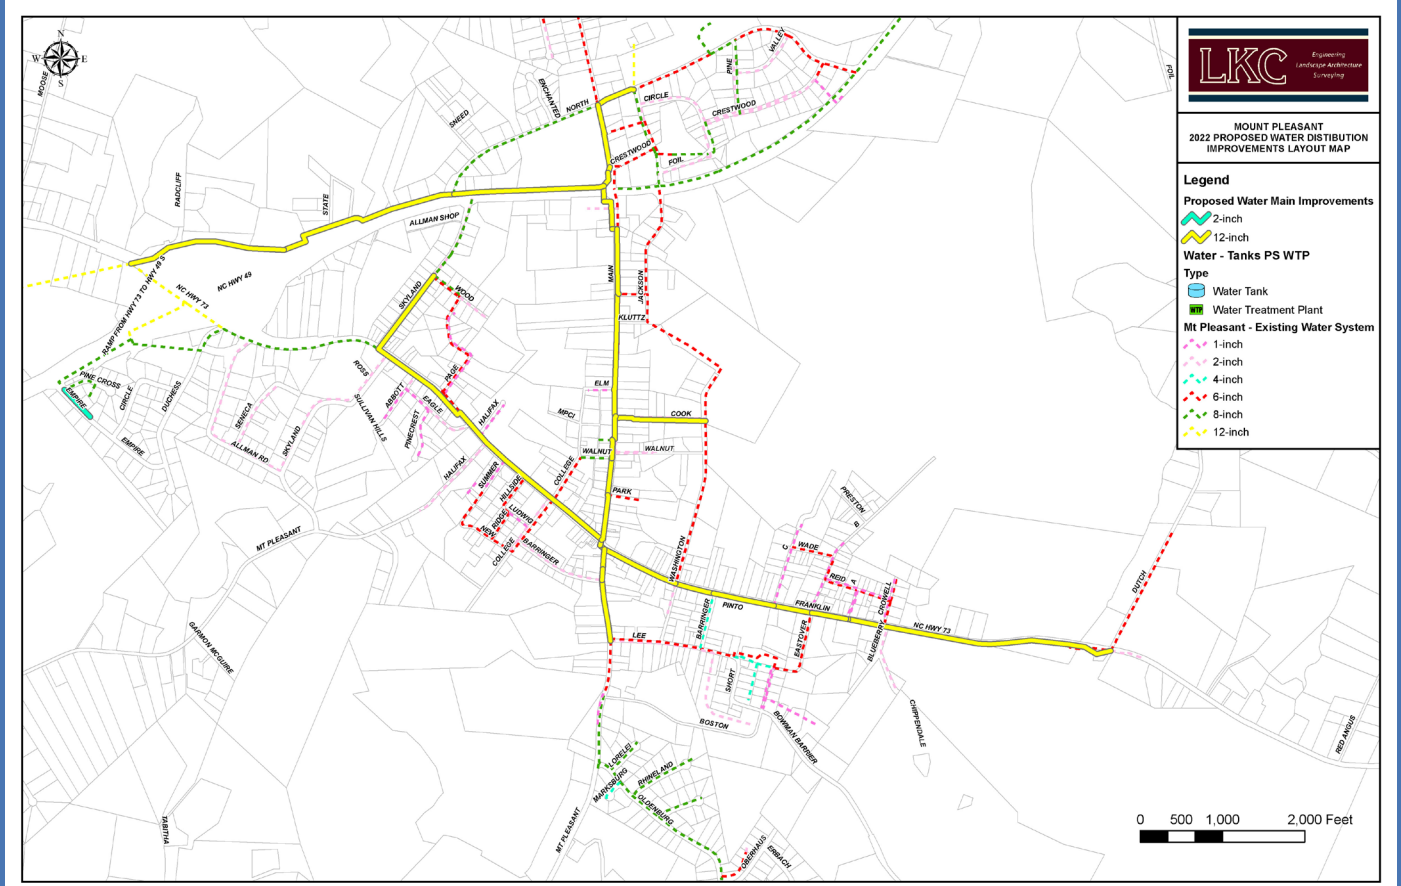 N
W E
S
MOOSE
SNEED
ENCHANTED
NORTH
CIRCLE
PINE
VALLEY
CRESTWOOD
CRESTWOOD
FOIL
FOIL
RADCLIFF
STATE
ALLMAN SHOP
RAMP FROM HWY 73 TO HWY 49 S
NC HWY 73
NC HWY 49
SKYLAND
WOOD
MAIN
JACKSON
KLUTTZ
PINE CROSS
EMPIRE
CIRCLE
DUCHESS
EMPIRE
SENECA
ALLMAN RD
SKYLAND
ROSS
SULLIVAN HILLS
ABBOTT
PINECREST
EAGLE
PAGE
HALIFAX
HALIFAX
SUMMER
HILLSIDE
RIDGE
NEW
LUDWIG
COLLEGE
COLLEGE
BARRINGER
ELM
MPCI
COOK
WALNUT
WALNUT
PARK
WASHINGTON
MT PLEASANT
PRESTON
B
C
WADE
REID
A
CROWELL
BLUEBERRY
FRANKLIN
PINTO
BARRINGER
EASTOVER
LEE
SHORT
BOSTON
BOWMAN BARRIER
CHIPPENDALE
NC HWY 73
DUTCH
RED ANGUS
GARMON MCGUIRE
TABITHA
MT PLEASANT
LORELEI
MARKSBURG
RHINELAND
OLDENBURG
OBERHAUS
ERBACH
LKC
Engineering
Landscape Architecture
Surveying
MOUNT PLEASANT
2022 PROPOSED WATER DISTIBUTION
IMPROVEMENTS LAYOUT MAP
Legend
Proposed Water Main Improvements
2-inch
12-inch
Water - Tanks PS WTP
Type
Water Tank
WTP Water Treatment Plant
Mt Pleasant - Existing Water System
1-inch
2-inch
4-inch
6-inch
8-inch
12-inch
0 500 1,000 2,000 Feet